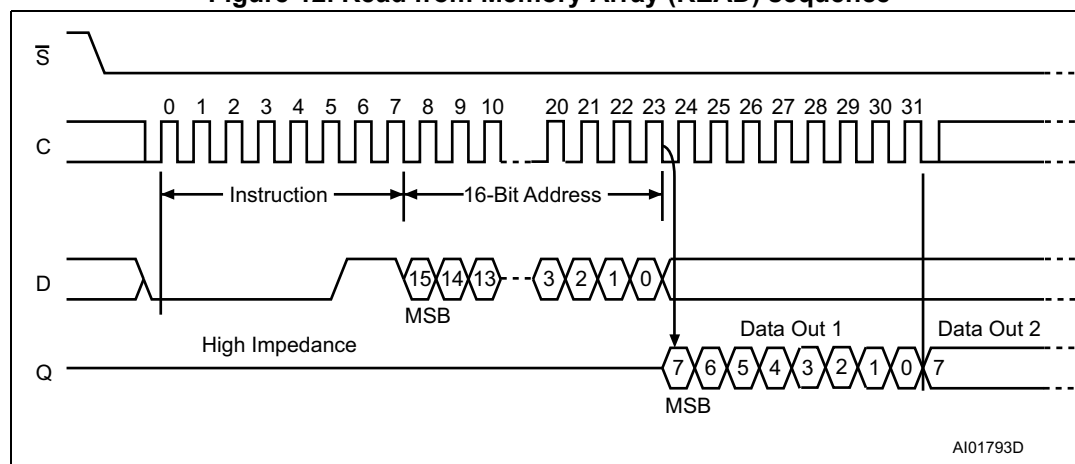 Figure 12. Read from Memory Array (READ) sequence
S
0 1 2 3 4 5 6 7 8 9 10 20 21 22 23 24 25 26 27 28 29 30 31
C
Instruction 16-Bit Address
D 15 14 13 3 2 1 0
MSB
High Impedance Data Out 1 Data Out 2
Q 7 6 5 4 3 2 1 0 7
MSB
AI01793D